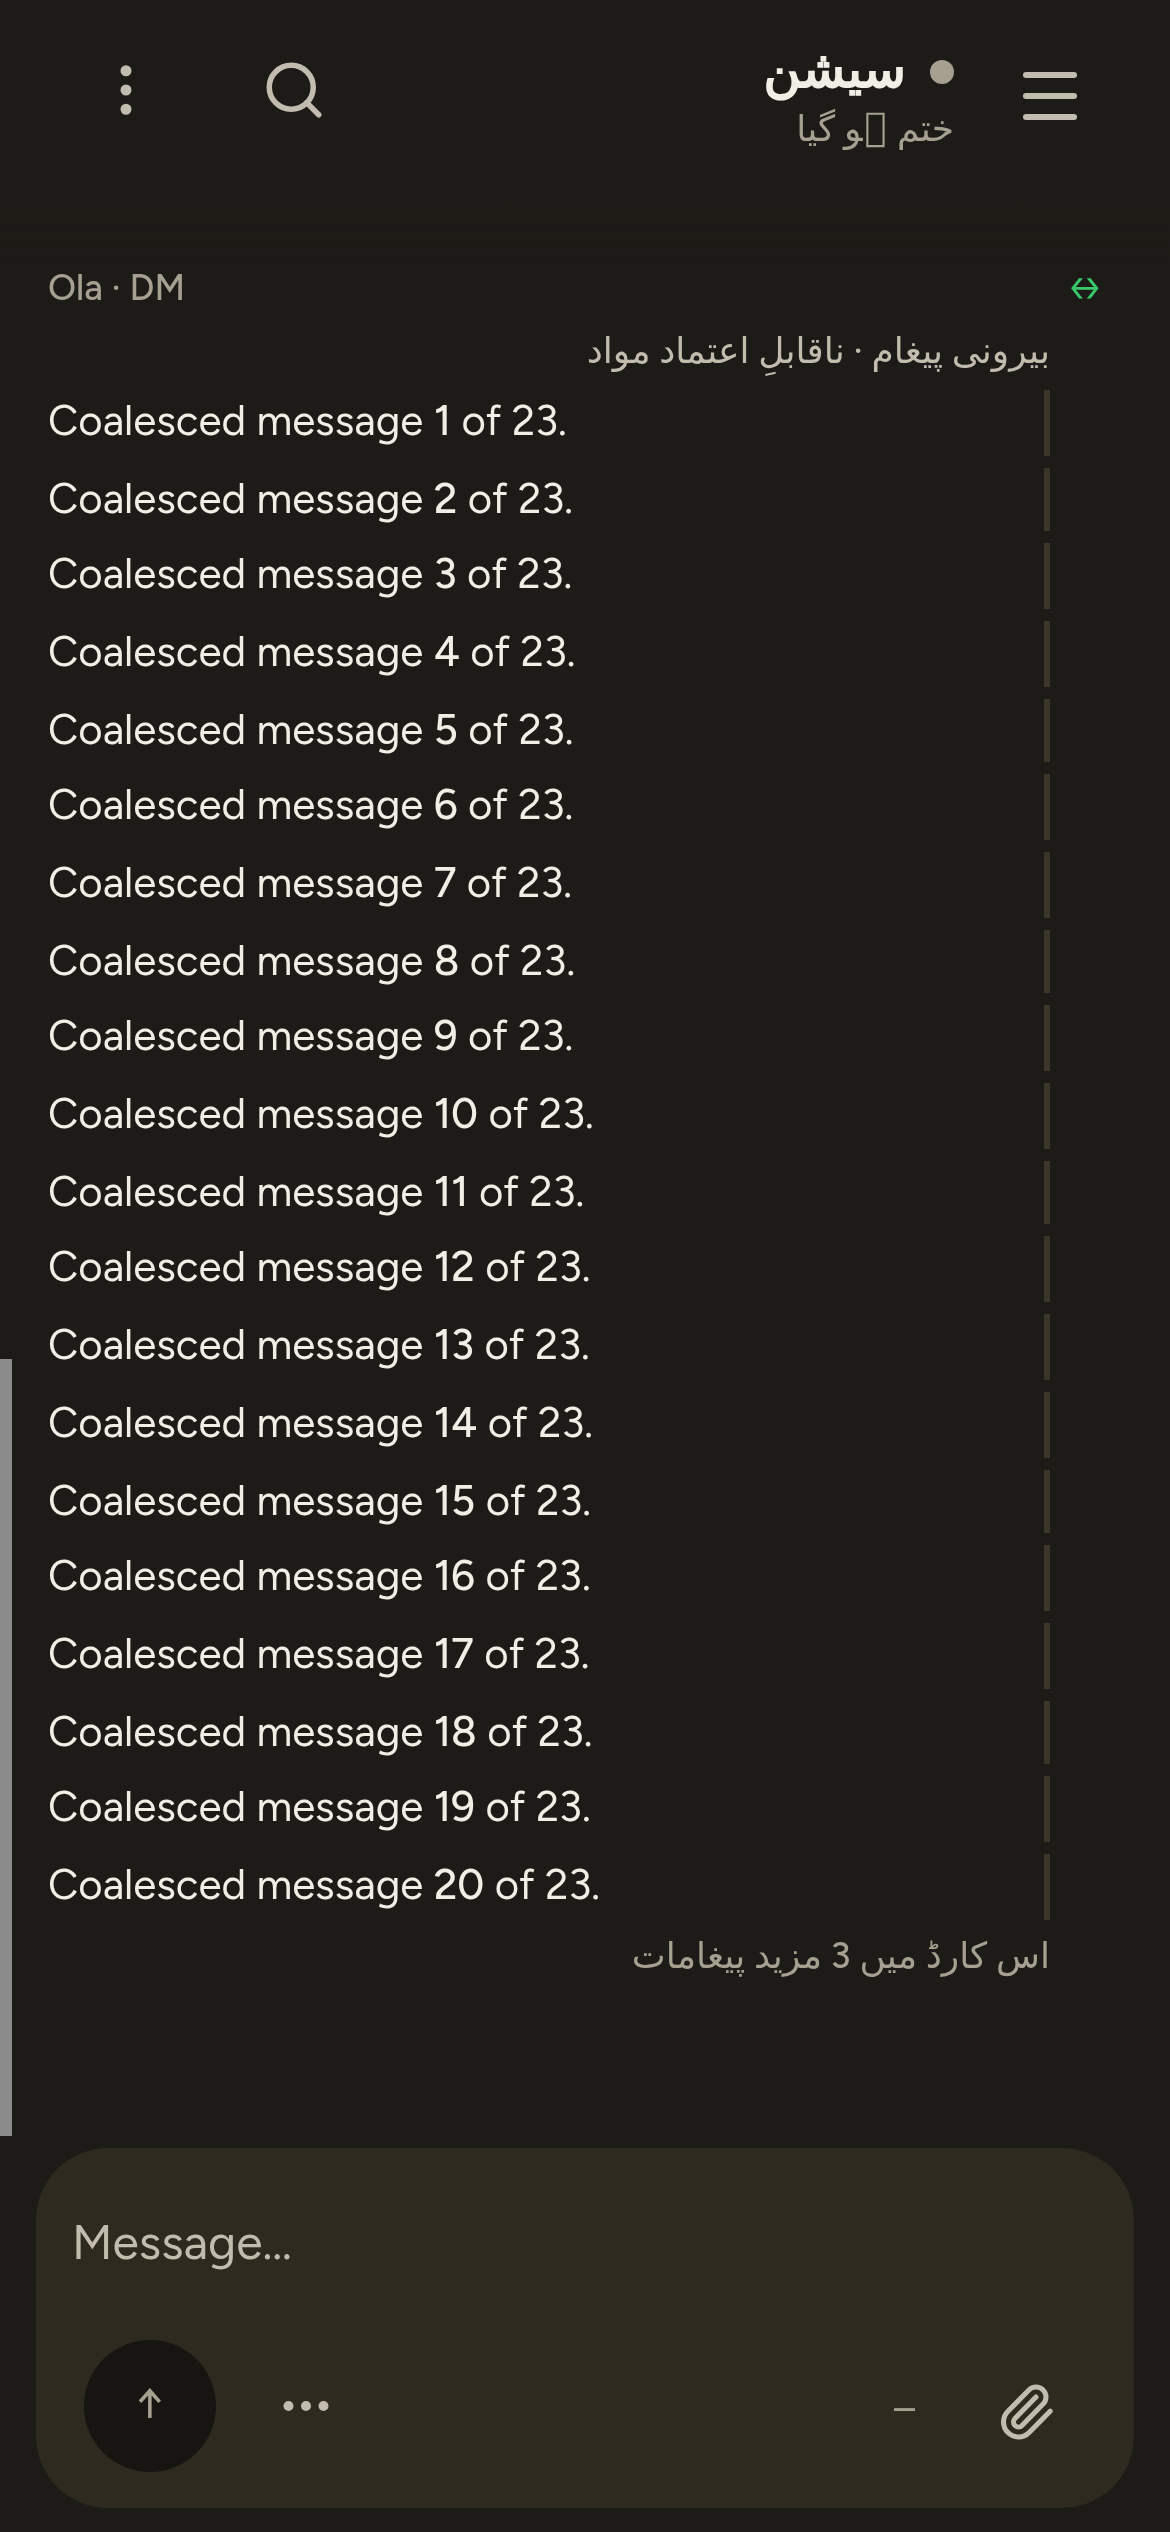 سیشن
ختم و گیا
Ola · DM
بیرونی پیغام · ناقابلِ اعتماد مواد
Coalesced message 1 of 23.
Coalesced message 2 of 23.
Coalesced message 3 of 23.
Coalesced message 4 of 23.
Coalesced message 5 of 23.
Coalesced message 6 of 23.
Coalesced message 7 of 23.
Coalesced message 8 of 23.
Coalesced message 9 of 23.
Coalesced message 10 of 23.
Coalesced message 11 of 23.
Coalesced message 12 of 23.
Coalesced message 13 of 23.
Coalesced message 14 of 23.
Coalesced message 15 of 23.
Coalesced message 16 of 23.
Coalesced message 17 of 23.
Coalesced message 18 of 23.
Coalesced message 19 of 23.
Coalesced message 20 of 23.
اس کارڈ میں 3 مزید پیغامات
Message...
–